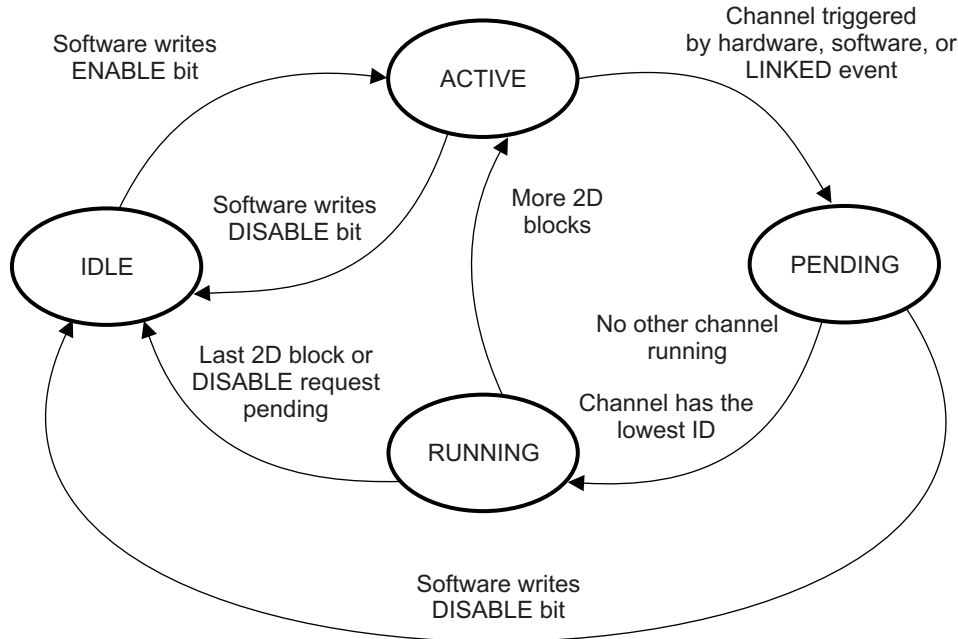 Channel triggered
by hardware, software, or
LINKED event
Software writes
ENABLE bit
ACTIVE
More 2D
blocks
Software writes
DISABLE bit
IDLE
PENDING
No other channel
running
Last 2D block or
DISABLE request
pending
Channel has the
lowest ID
RUNNING
Software writes
DISABLE bit